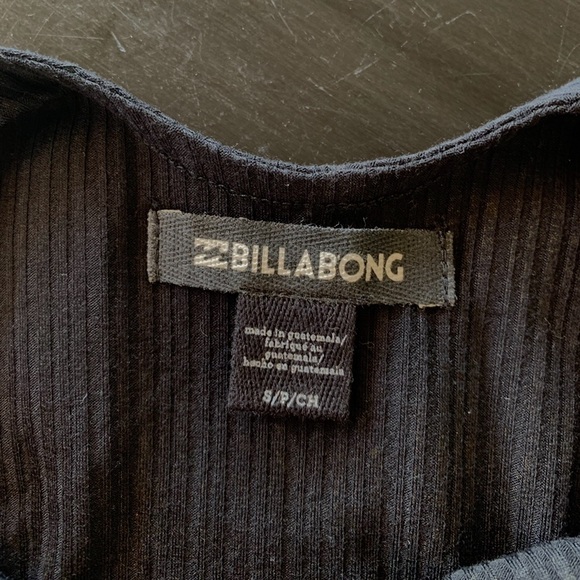 BILLABONG
made in guatemala/
fabriqué au
guatemala/
hecho en guatemala
S/P/CH